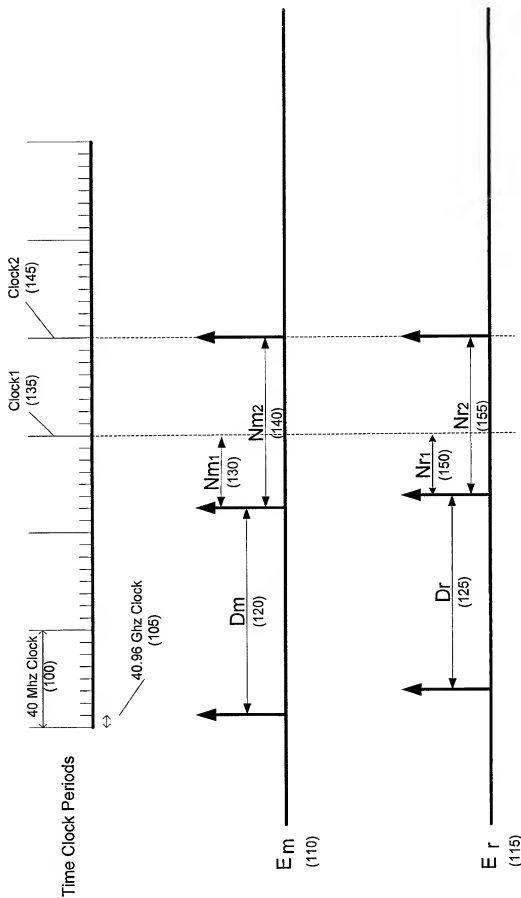 Time Clock Periods
40 Mhz Clock
(100)
40.96 Ghz Clock
(105)
Clock1
(135)
Clock2
(145)
Em
(110)
Dm
(120)
Nm1
(130)
Nm2
(140)
Er
(115)
Dr
(125)
Nr1
(150)
Nr2
(155)